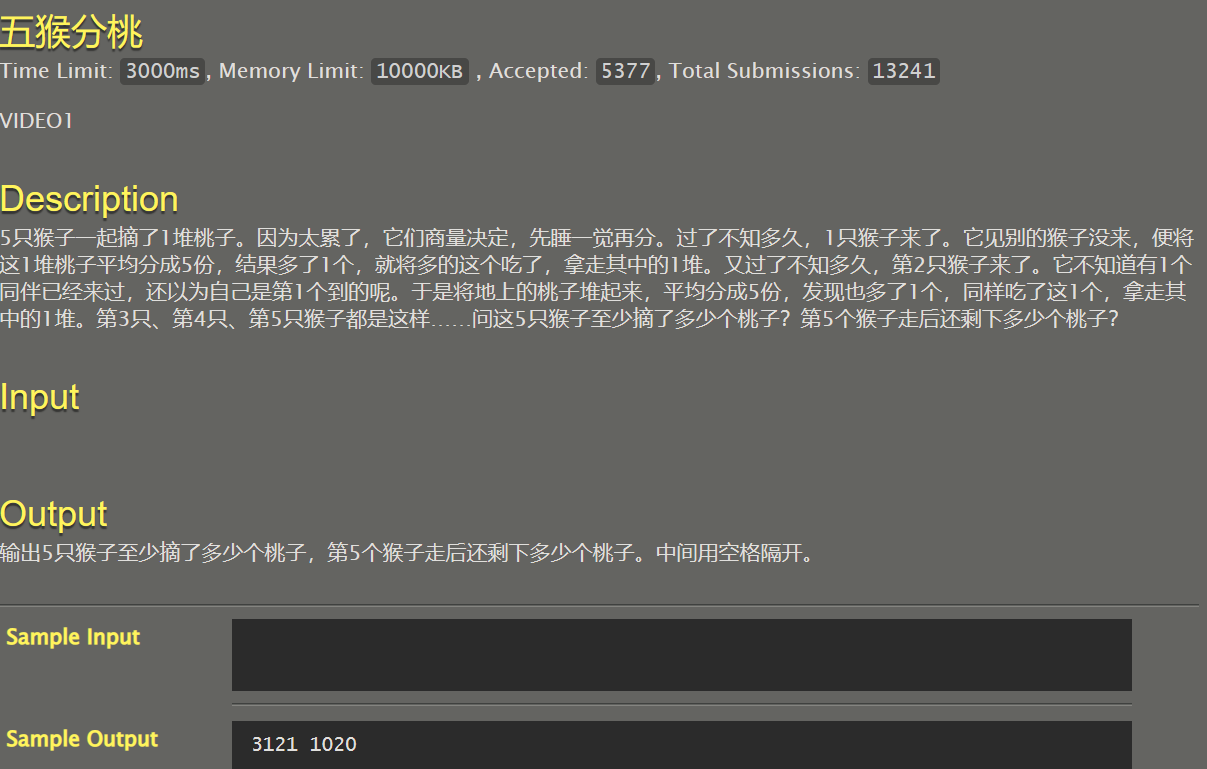 五猴分桃
Time Limit: 3000ms, Memory Limit: 10000KB , Accepted: 5377, Total Submissions: 13241
VIDEO1
Description
5只猴子一起摘了1堆桃子。因为太累了，它们商量决定，先睡一觉再分。过了不知多久，1只猴子来了。它见别的猴子没来，便将
这1堆桃子平均分成5份，结果多了1个，就将多的这个吃了，拿走其中的1堆。又过了不知多久，第2只猴子来了。它不知道有1个
同伴已经来过，还以为自己是第1个到的呢。于是将地上的桃子堆起来，平均分成5份，发现也多了1个，同样吃了这1个，拿走其
中的1堆。第3只、第4只、第5只猴子都是这样……问这5只猴子至少摘了多少个桃子？第5个猴子走后还剩下多少个桃子？
Input
Output
输出5只猴子至少摘了多少个桃子，第5个猴子走后还剩下多少个桃子。中间用空格隔开。
Sample Input
Sample Output
3121 1020